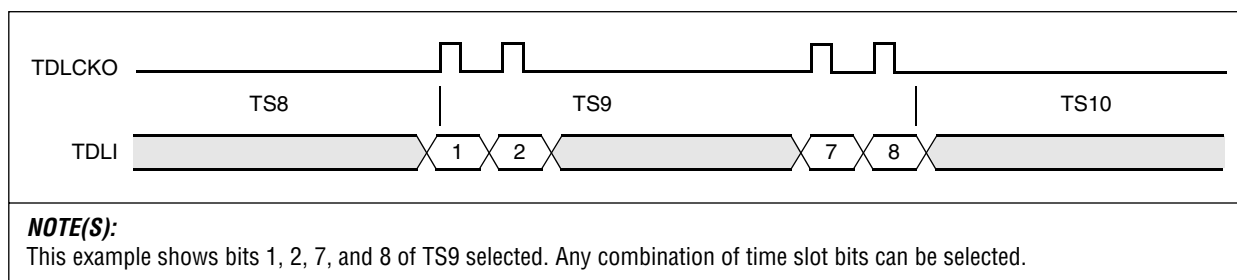 TDLCKO
TS8 TS9 TS10
TDLI 1 2 7 8
NOTE(S):
This example shows bits 1, 2, 7, and 8 of TS9 selected. Any combination of time slot bits can be selected.